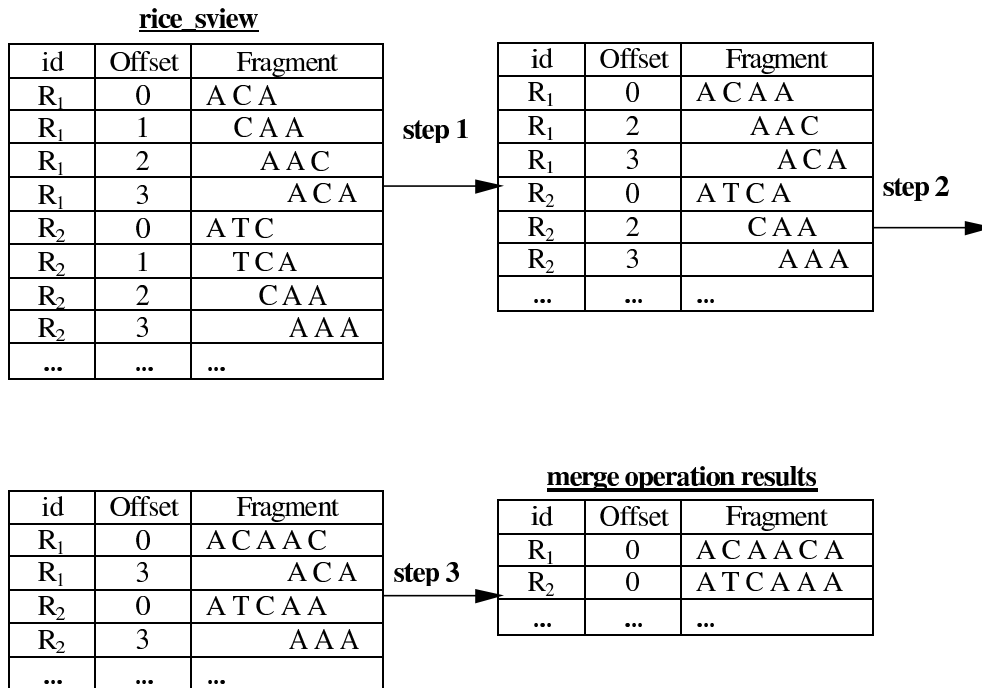 rice_sview
id Offset Fragment
R1 0 A C A
R1 1 C A A
R1 2 A A C
R1 3 A C A
R2 0 A T C
R2 1 T C A
R2 2 C A A
R2 3 A A A
... ... ...
step 1
id Offset Fragment
R1 0 A C A A
R1 2 A A C
R1 3 A C A
R2 0 A T C A
R2 2 C A A
R2 3 A A A
... ... ...
step 2
id Offset Fragment
R1 0 A C A A C
R1 3 A C A
R2 0 A T C A A
R2 3 A A A
... ... ...
step 3
merge operation results
id Offset Fragment
R1 0 A C A A C A
R2 0 A T C A A A
... ... ...